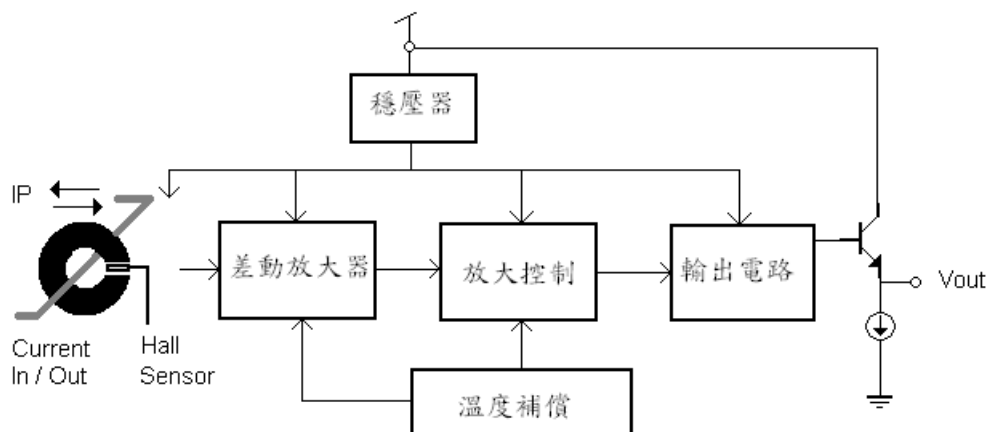 穩壓器
IP
差動放大器
放大控制
輸出電路
Vout
Current
In / Out
Hall
Sensor
溫度補償